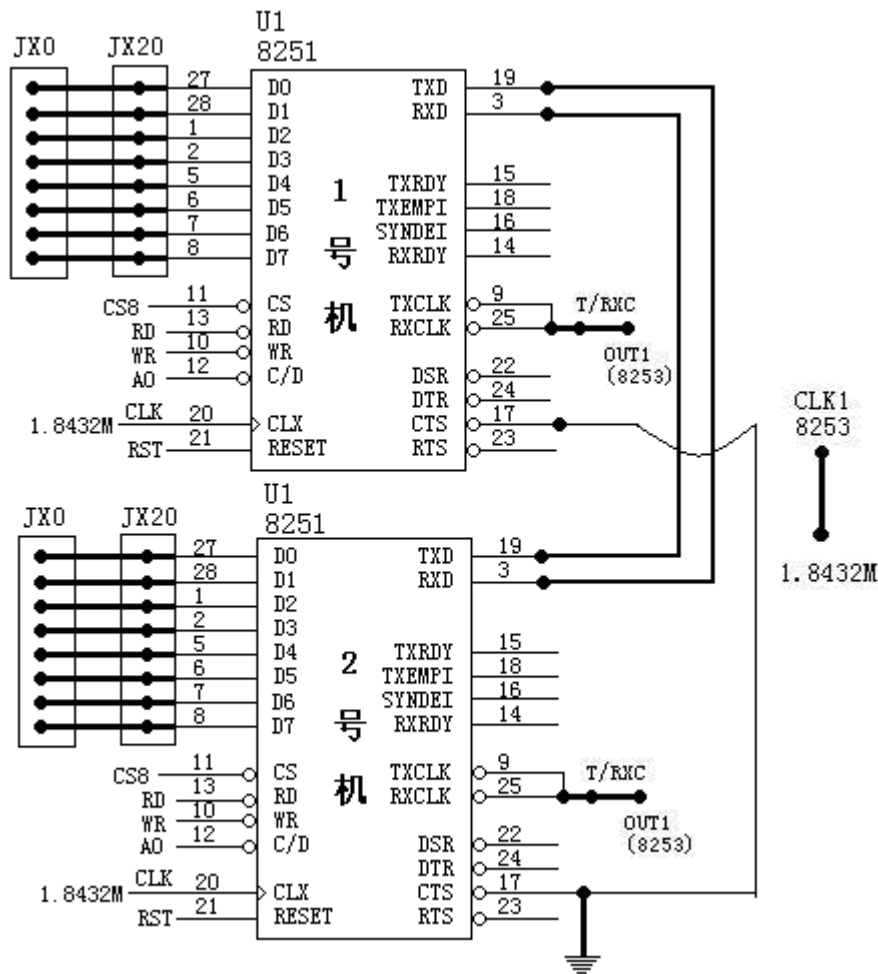 U1
8251
JX0 JX20
27 D0 TXD 19
28 D1 RXD 3
1 D2
2 D3
5 D4 TXRDY 15
6 D5 TXEMPI 18
7 D6 SYNDEI 16
8 D7 RXRDY 14
1号机
11 CS8 CS TXCLK 9 T/RXC
13 RD RD RXCLK 25
10 WR WR OUT1
12 A0 C/D DSR 22 (8253)
DTR 24
1.8432M CLK 20 CLX CTS 17
RST 21 RESET RTS 23
CLK1
8253
1.8432M
U1
8251
JX0 JX20
27 D0 TXD 19
28 D1 RXD 3
1 D2
2 D3
5 D4 TXRDY 15
6 D5 TXEMPI 18
7 D6 SYNDEI 16
8 D7 RXRDY 14
2号机
11 CS8 CS TXCLK 9 T/RXC
13 RD RD RXCLK 25
10 WR WR OUT1
12 A0 C/D DSR 22 (8253)
DTR 24
1.8432M CLK 20 CLX CTS 17
RST 21 RESET RTS 23